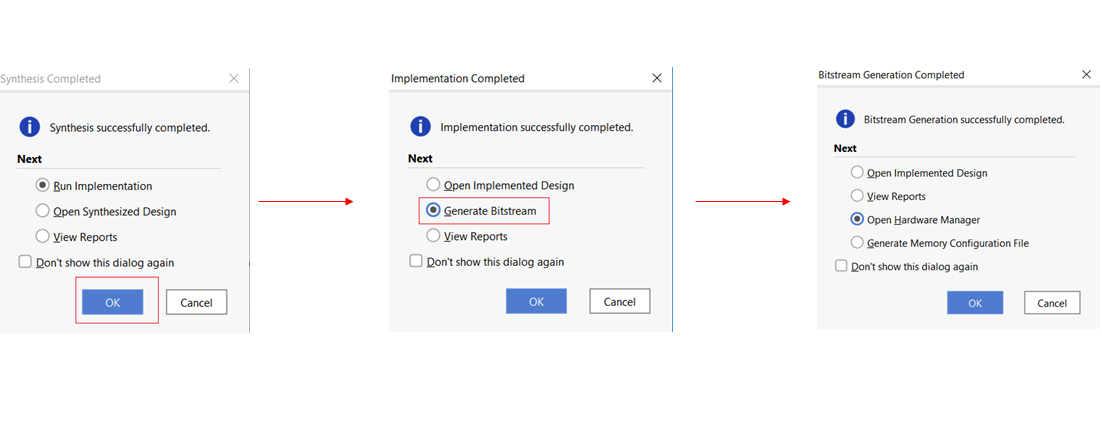 Synthesis Completed
Synthesis successfully completed.
Next
Run Implementation
Open Synthesized Design
View Reports
Don't show this dialog again
OK
Cancel
Implementation Completed
Implementation successfully completed.
Next
Open Implemented Design
Generate Bitstream
View Reports
Don't show this dialog again
OK
Cancel
Bitstream Generation Completed
Bitstream Generation successfully completed.
Next
Open Implemented Design
View Reports
Open Hardware Manager
Generate Memory Configuration File
Don't show this dialog again
OK
Cancel